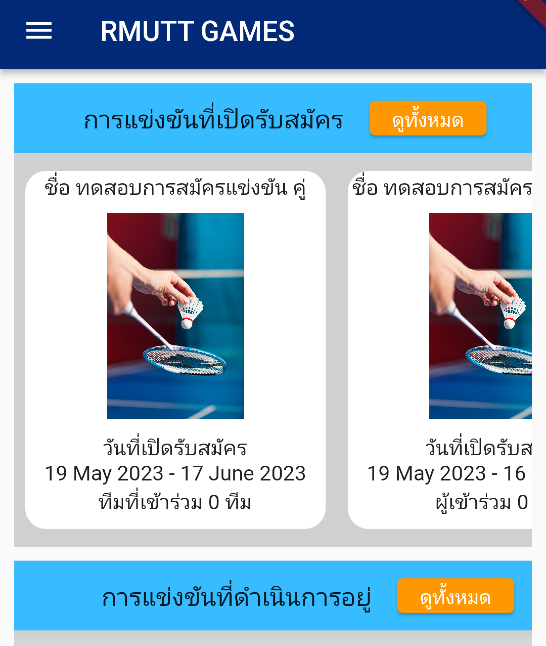 RMUTT GAMES
การแข่งขันที่เปิดรับสมัคร
ดูทั้งหมด
ชื่อ ทดสอบการสมัครแข่งขัน คู่
วันที่เปิดรับสมัคร
19 May 2023 - 17 June 2023
ทีมที่เข้าร่วม 0 ทีม
ชื่อ ทดสอบการสมัคร
วันที่เปิดรับส
19 May 2023 - 16
ผู้เข้าร่วม 0
การแข่งขันที่ดำเนินการอยู่
ดูทั้งหมด